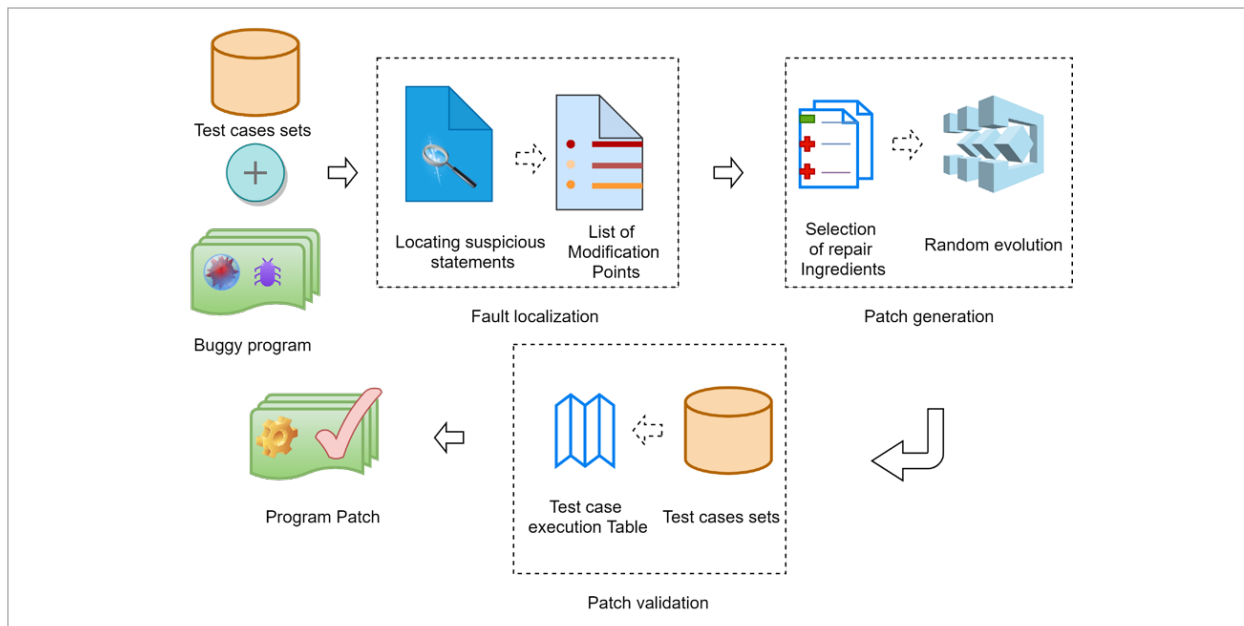 Test cases sets
Buggy program
Locating suspicious
statements
List of
Modification
Points
Fault localization
Selection
of repair
Ingredients
Random evolution
Patch generation
Program Patch
Test case
execution Table
Test cases sets
Patch validation